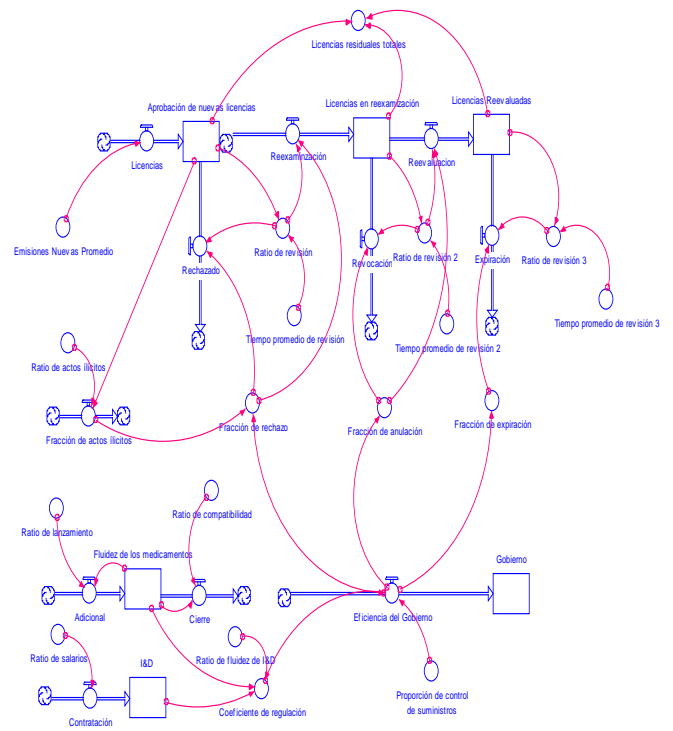 Licencias residuales totales
Aprobación de nuevas licencias
Licencias en reexamización
Licencias Reevaluadas
Licencias
Reexaminzación
Reevaluacion
Emisiones Nuevas Promedio
Ratio de revisión
Rechazado
Revocación
Ratio de revisión 2
Expiración
Ratio de revisión 3
Tiempo promedio de revisión
Tiempo promedio de revisión 2
Tiempo promedio de revisión 3
Ratio de actos ílicitos
Fracción de actos ilicitos
Fracción de rechazo
Fracción de anulación
Fracción de expiración
Ratio de compatibilidad
Ratio de lanzamiento
Fluidez de los medicamentos
Gobierno
Adicional
Cierre
Eficiencia del Gobierno
Ratio de salarios
I&D
Ratio de fluidez de I&D
Contratación
Coeficiente de regulación
Proporción de control
de suministros